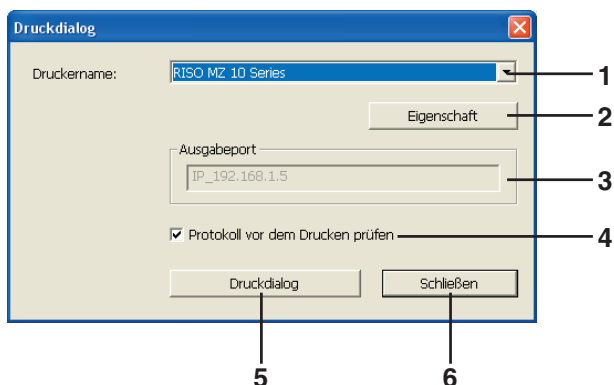 Druckdialog
Druckername:
RISO MZ 10 Series
1
Eigenschaft
2
Ausgabeport
IP_192.168.1.5
3
Protokoll vor dem Drucken prüfen
4
Druckdialog
Schließen
5
6